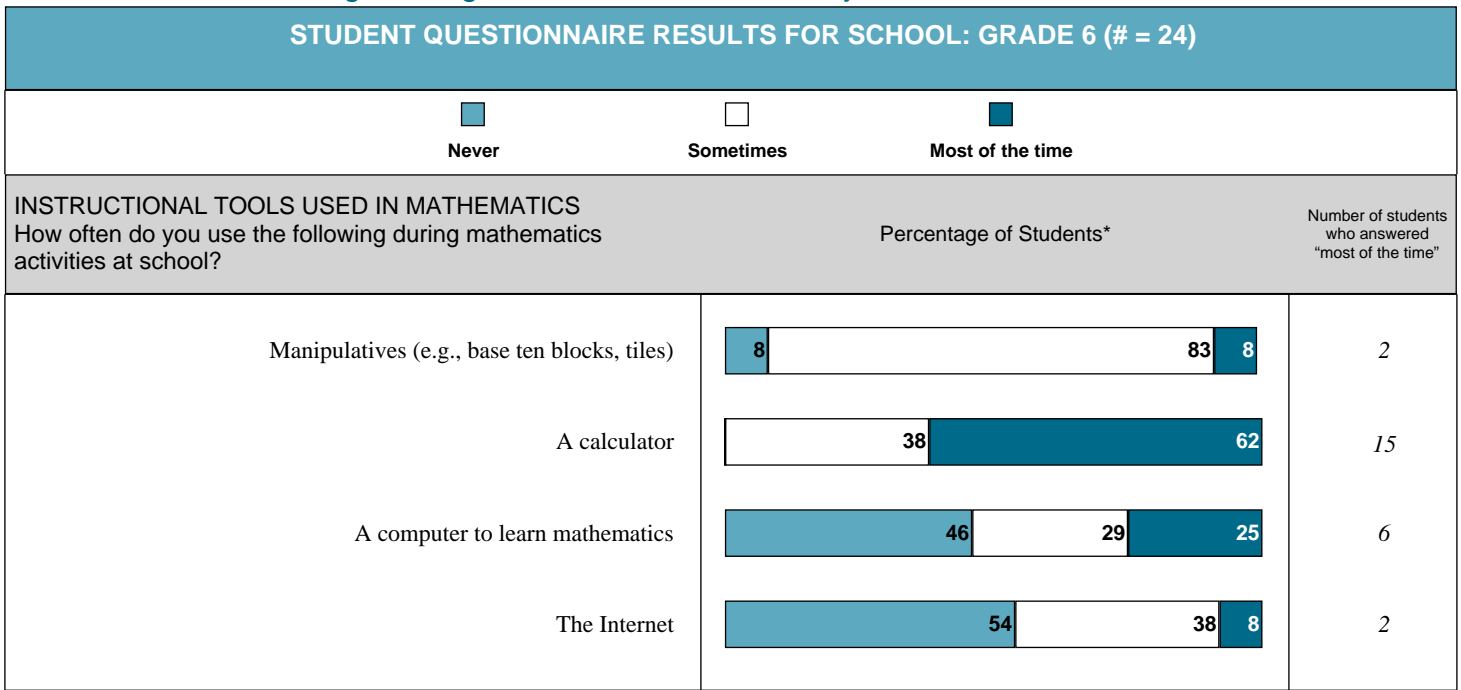 STUDENT QUESTIONNAIRE RESULTS FOR SCHOOL: GRADE 6 (# = 24)
Never Sometimes Most of the time
INSTRUCTIONAL TOOLS USED IN MATHEMATICS
How often do you use the following during mathematics
activities at school?
Percentage of Students*
Number of students
who answered
“most of the time”
Manipulatives (e.g., base ten blocks, tiles) 8 83 8 2
A calculator 38 62 15
A computer to learn mathematics 46 29 25 6
The Internet 54 38 8 2